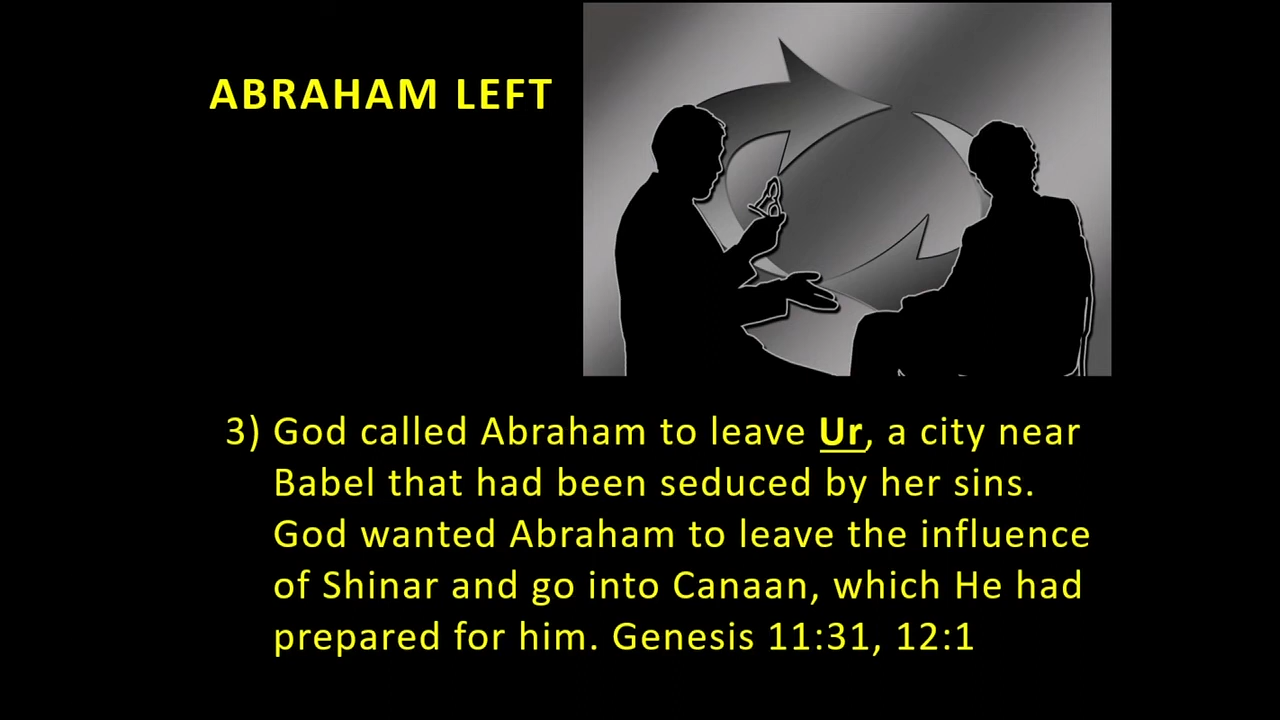 ABRAHAM LEFT
3) God called Abraham to leave Ur, a city near
Babel that had been seduced by her sins.
God wanted Abraham to leave the influence
of Shinar and go into Canaan, which He had
prepared for him. Genesis 11:31, 12:1